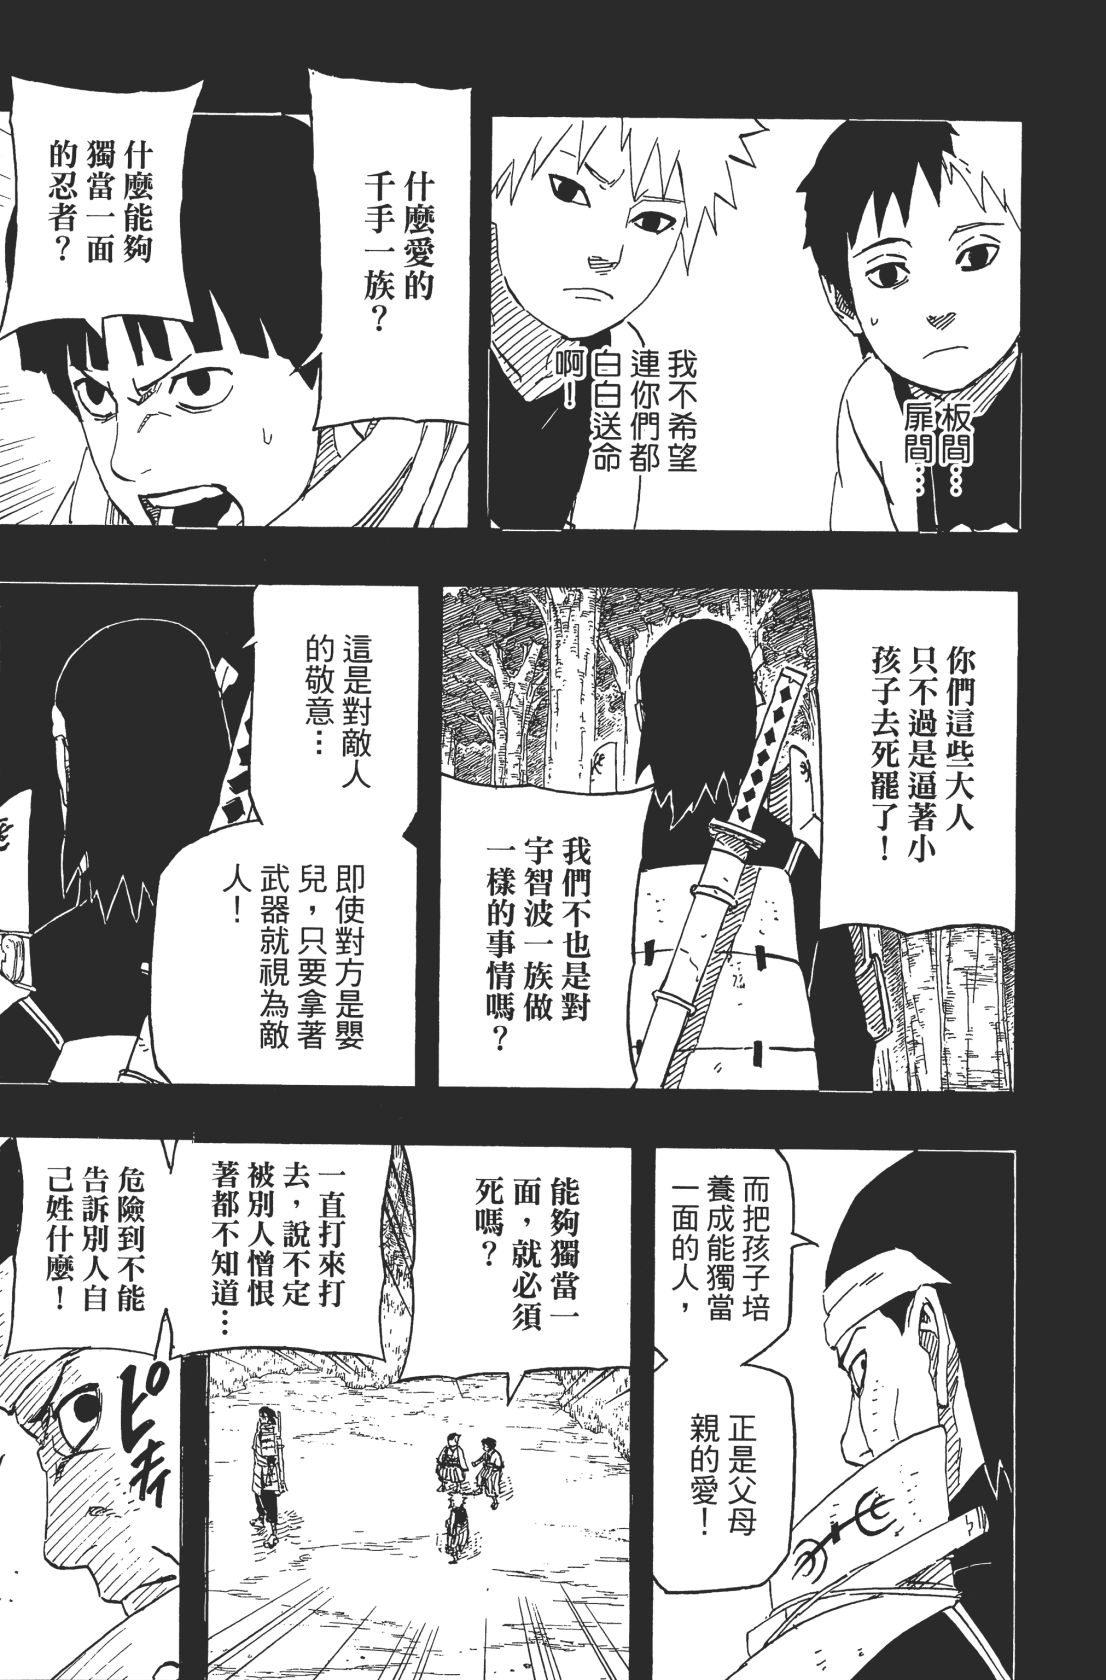 板間…
扉間…
我不希望
連你們都
白白送命
啊！
什麼愛的
千手一族？
什麼能夠
獨當一面
的忍者？
你們這些大人
只不過是逼著小
孩子去死罷了！
我們不也是對
宇智波一族做
一樣的事情嗎？
這是對敵人
的敬意…
即使對方是嬰
兒，只要拿著
武器就視為敵
人！
而把孩子培
養成能獨當
一面的人，
正是父母
親的愛！
能夠獨當一
面，就必須
死嗎？
一直打來打
去，說不定
被別人憎恨
著都不知道…
危險到不能
告訴別人自
己姓什麼！
ピキ